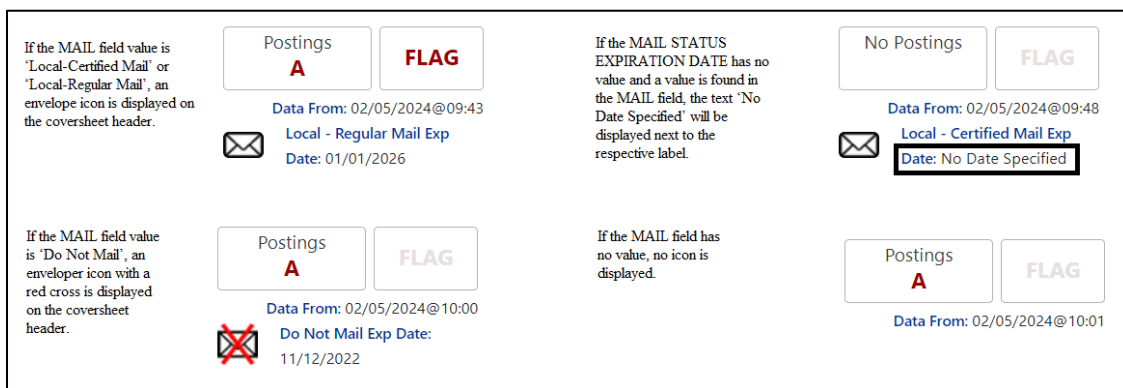 If the MAIL field value is
‘Local-Certified Mail’ or
‘Local-Regular Mail’, an
envelope icon is displayed on
the coversheet header.
Postings
A
FLAG
Data From: 02/05/2024@09:43
Local - Regular Mail Exp
Date: 01/01/2026
If the MAIL STATUS
EXPIRATION DATE has no
value and a value is found in
the MAIL field, the text ‘No
Date Specified’ will be
displayed next to the
respective label.
No Postings
FLAG
Data From: 02/05/2024@09:48
Local - Certified Mail Exp
Date: No Date Specified
If the MAIL field value
is ‘Do Not Mail’, an
enveloper icon with a
red cross is displayed
on the coversheet
header.
Postings
A
FLAG
Data From: 02/05/2024@10:00
Do Not Mail Exp Date:
11/12/2022
If the MAIL field has
no value, no icon is
displayed.
Postings
A
FLAG
Data From: 02/05/2024@10:01